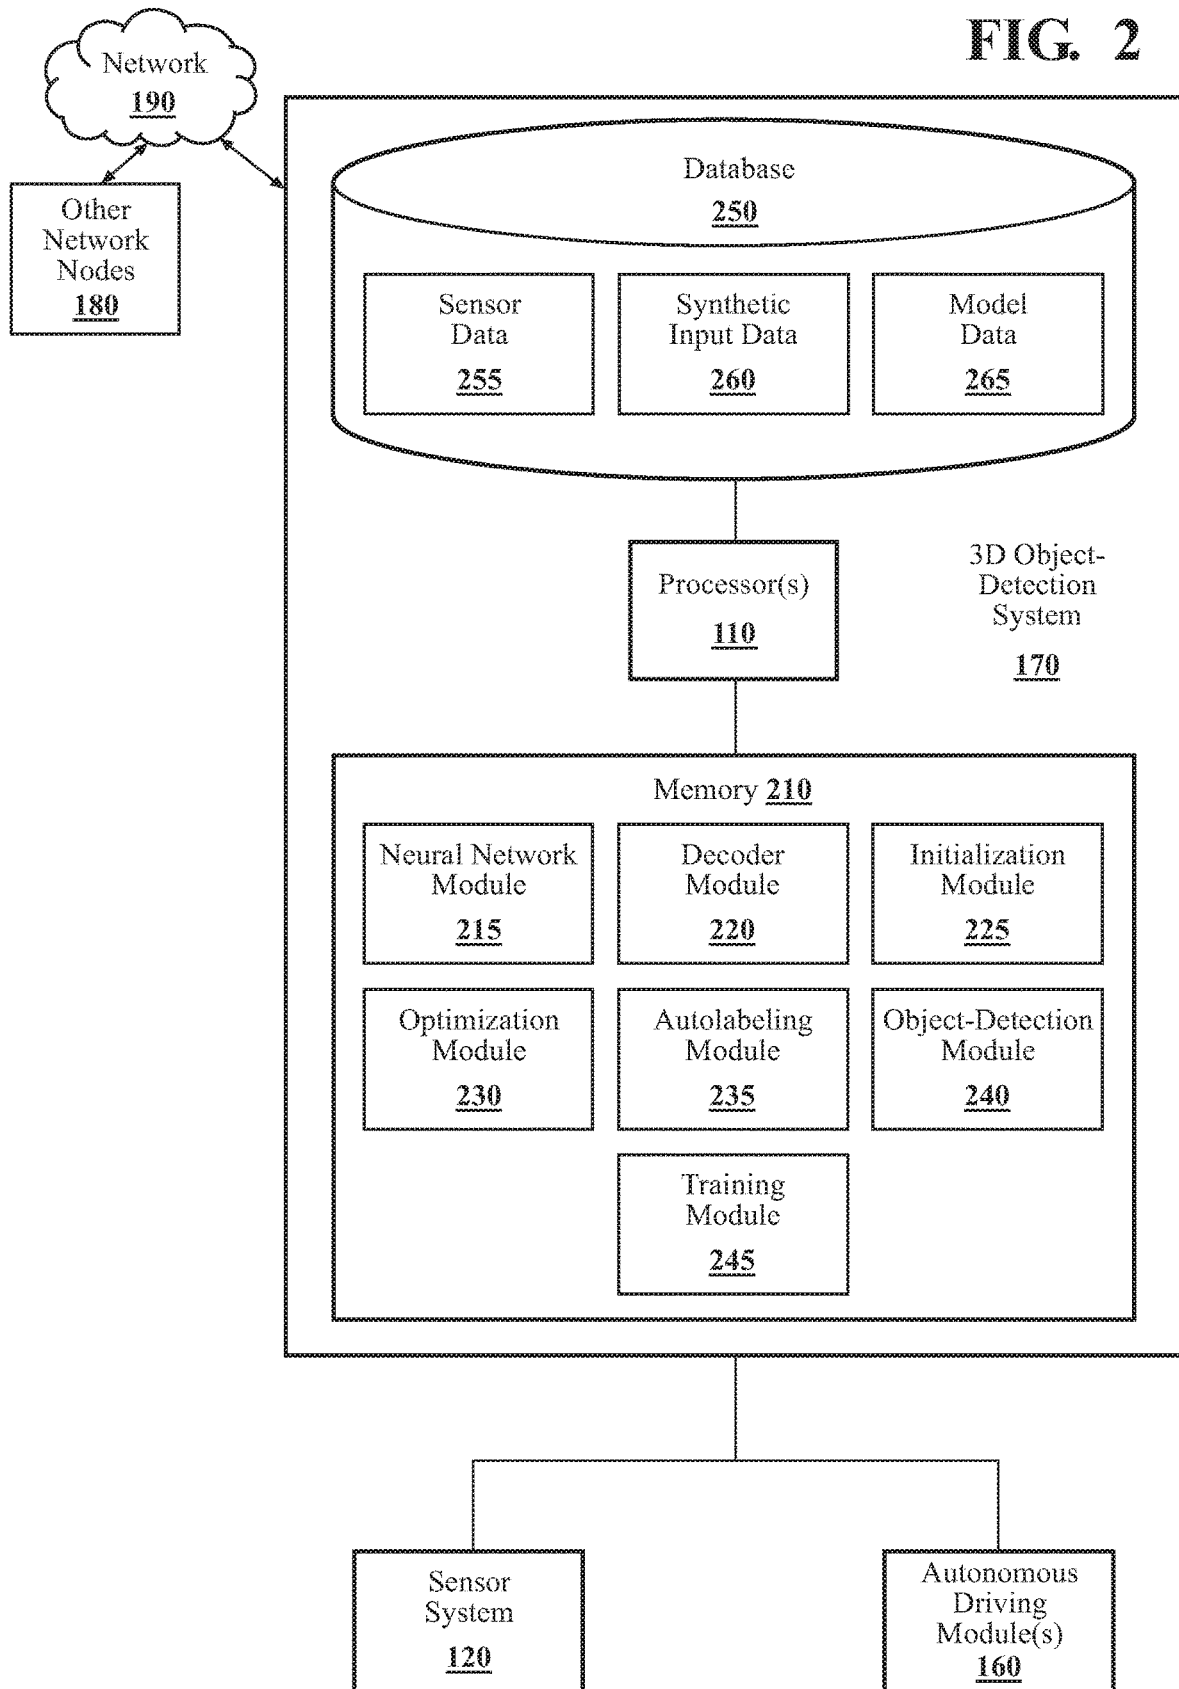 FIG. 2
Network
190
Other
Network
Nodes
180
Database
250
Sensor
Data
255
Synthetic
Input Data
260
Model
Data
265
Processor(s)
110
3D Object-
Detection
System
170
Memory 210
Neural Network
Module
215
Decoder
Module
220
Initialization
Module
225
Optimization
Module
230
Autolabeling
Module
235
Object-Detection
Module
240
Training
Module
245
Sensor
System
120
Autonomous
Driving
Module(s)
160